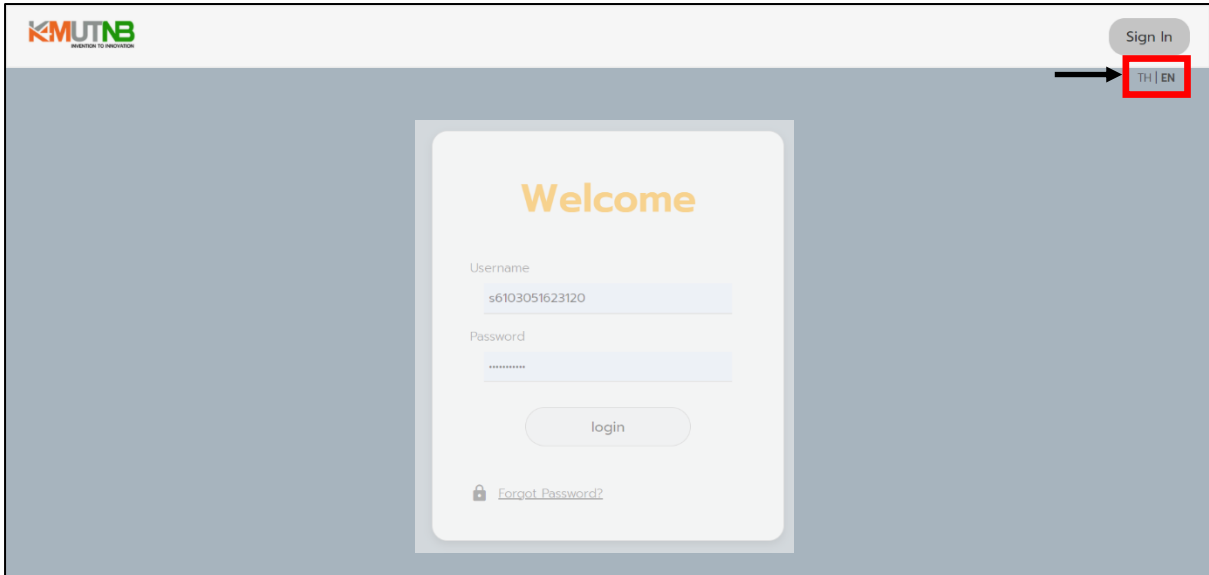 KMUTNB
INVENTION TO INNOVATION
Sign In
TH | EN
Welcome
Username
s6103051623120
Password
•••••••••••
login
Forgot Password?